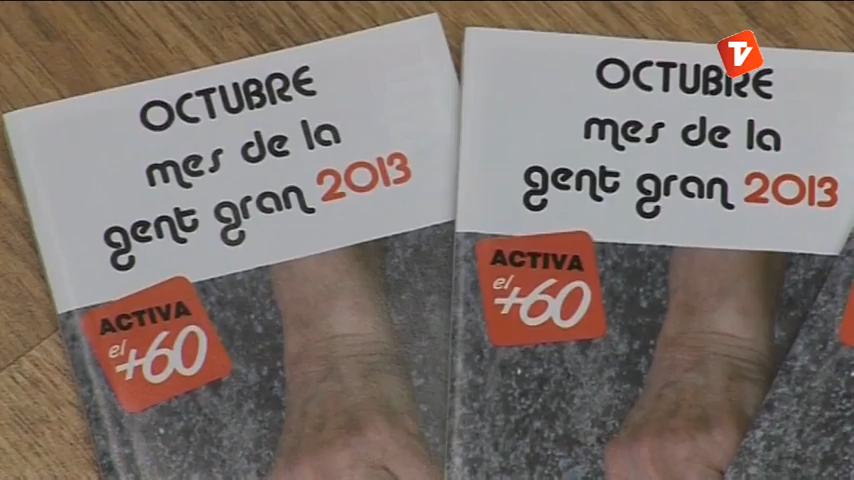 OCTUBRE
mes de la
gent gran 2013
ACTIVA
el
+60
OCTUBRE
mes de la
gent gran 2013
ACTIVA
el
+60
TV